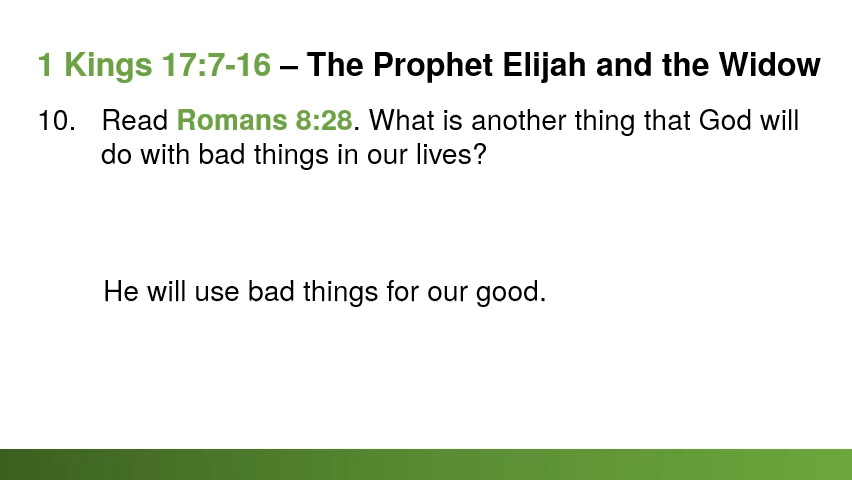 1 Kings 17:7-16 – The Prophet Elijah and the Widow
10. Read Romans 8:28. What is another thing that God will
do with bad things in our lives?
He will use bad things for our good.